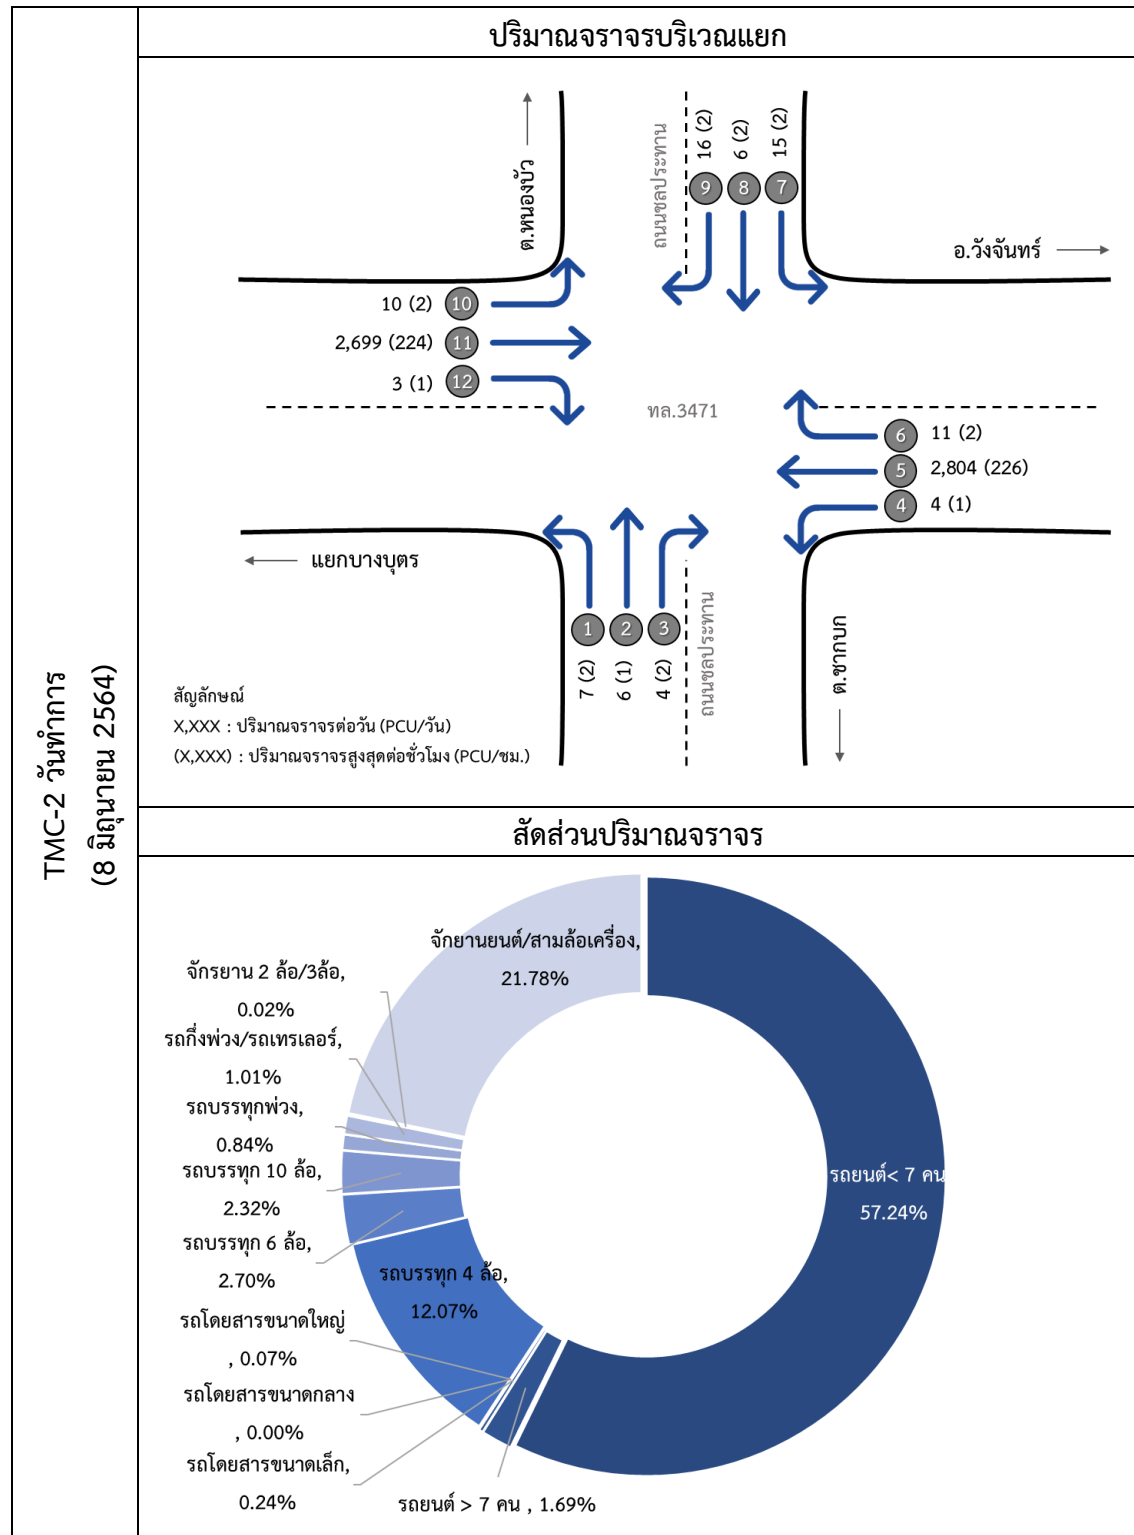 TMC-2 วันทำการ
(8 มิถุนายน 2564)
ปริมาณจราจรบริเวณแยก
ต.หนองบัว
ถนนชลประทาน
16 (2)
6 (2)
15 (2)
9
8
7
อ.วังจันทร์
10 (2)
10
2,699 (224)
11
3 (1)
12
ทล.3471
6
11 (2)
5
2,804 (226)
4
4 (1)
แยกบางบุตร
1
2
3
7 (2)
6 (1)
4 (2)
ถนนชลประทาน
ต.ชากบก
สัญลักษณ์
X,XXX : ปริมาณจราจรต่อวัน (PCU/วัน)
(X,XXX) : ปริมาณจราจรสูงสุดต่อชั่วโมง (PCU/ชม.)
สัดส่วนปริมาณจราจร
จักยานยนต์/สามล้อเครื่อง,
21.78%
จักรยาน 2 ล้อ/3ล้อ,
0.02%
รถกึ่งพ่วง/รถเทรเลอร์,
1.01%
รถบรรทุกพ่วง,
0.84%
รถบรรทุก 10 ล้อ,
2.32%
รถบรรทุก 6 ล้อ,
2.70%
รถบรรทุก 4 ล้อ,
12.07%
รถโดยสารขนาดใหญ่
, 0.07%
รถโดยสารขนาดกลาง
, 0.00%
รถโดยสารขนาดเล็ก,
0.24%
รถยนต์ > 7 คน , 1.69%
รถยนต์< 7 คน
57.24%